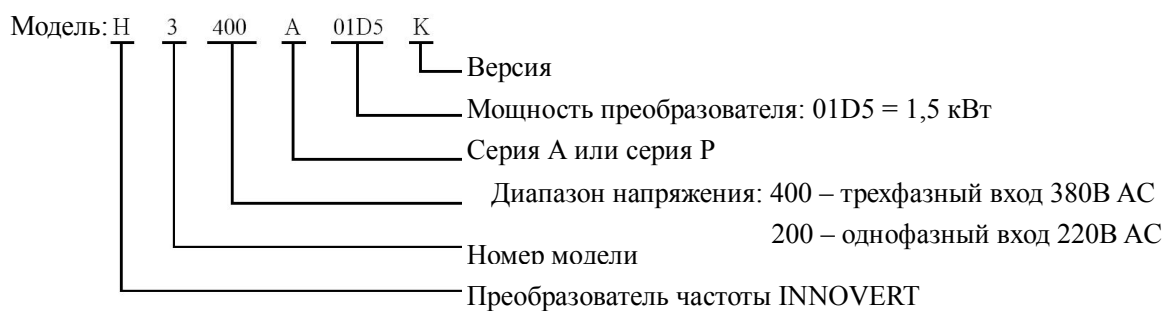 Модель: H 3 400 A 01D5 K
Версия
Мощность преобразователя: 01D5 = 1,5 кВт
Серия А или серия Р
Диапазон напряжения: 400 – трехфазный вход 380В AC
200 – однофазный вход 220В AC
Номер модели
Преобразователь частоты INNOVERT